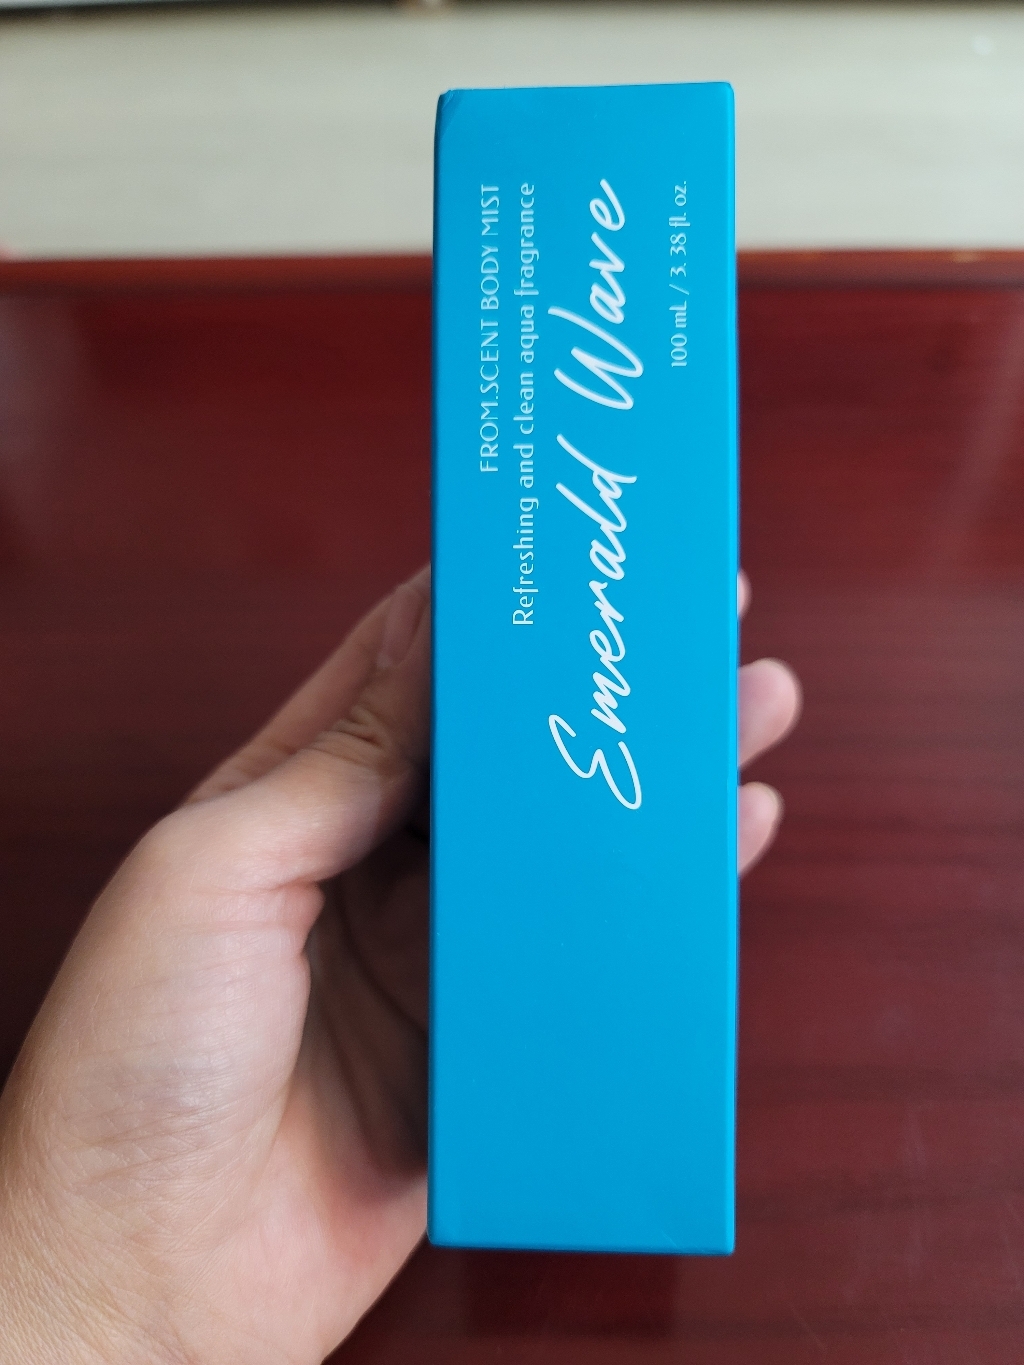 FROM.SCENT BODY MIST
Refreshing and clean aqua fragrance
Emerald Wave
100 mL / 3. 38 fl. oz.